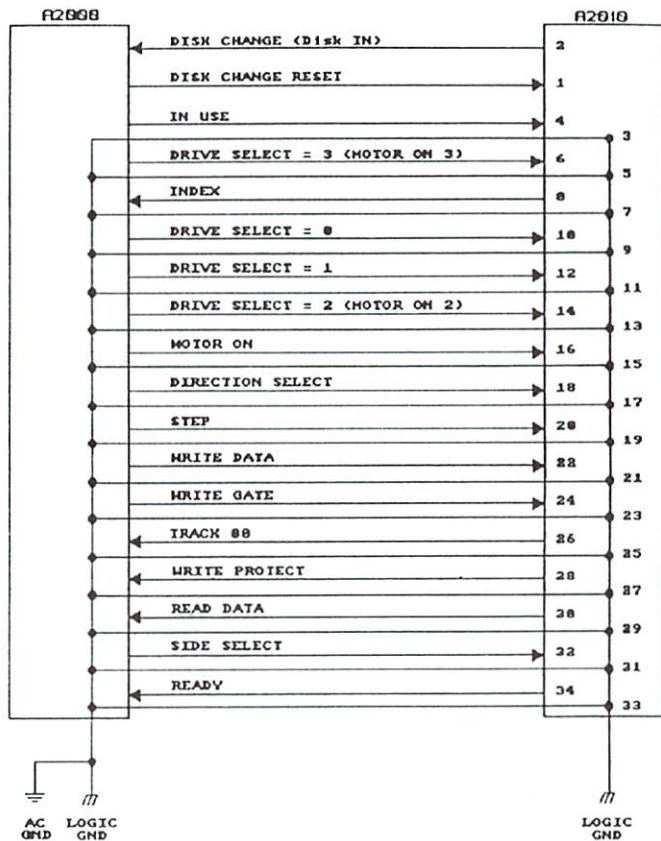 A2000 A2010
DISK CHANGE (Disk IN) 2
DISK CHANGE RESET 1
IN USE 4
3
DRIVE SELECT = 3 (MOTOR ON 3) 6
5
INDEX 8
7
DRIVE SELECT = 0 10
9
DRIVE SELECT = 1 12
11
DRIVE SELECT = 2 (MOTOR ON 2) 14
13
MOTOR ON 16
15
DIRECTION SELECT 18
17
STEP 20
19
WRITE DATA 22
21
WRITE GATE 24
23
TRACK 00 26
25
WRITE PROTECT 28
27
READ DATA 30
29
SIDE SELECT 32
31
READY 34
33
AC GND
LOGIC GND
LOGIC GND